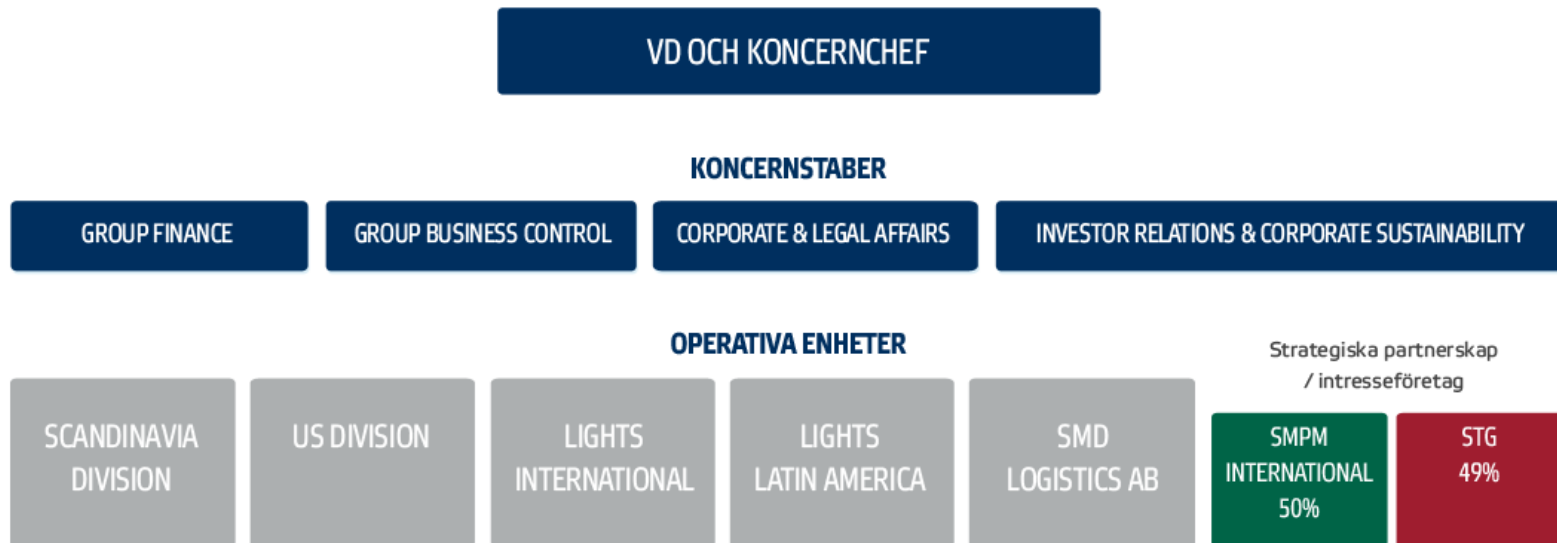 VD OCH KONCERNCHEF
KONCERNSTABER
GROUP FINANCE
GROUP BUSINESS CONTROL
CORPORATE & LEGAL AFFAIRS
INVESTOR RELATIONS & CORPORATE SUSTAINABILITY
OPERATIVA ENHETER
SCANDINAVIA
DIVISION
US DIVISION
LIGHTS
INTERNATIONAL
LIGHTS
LATIN AMERICA
SMD
LOGISTICS AB
Strategiska partnerskap
/ intresseföretag
SMPM
INTERNATIONAL
50%
STG
49%